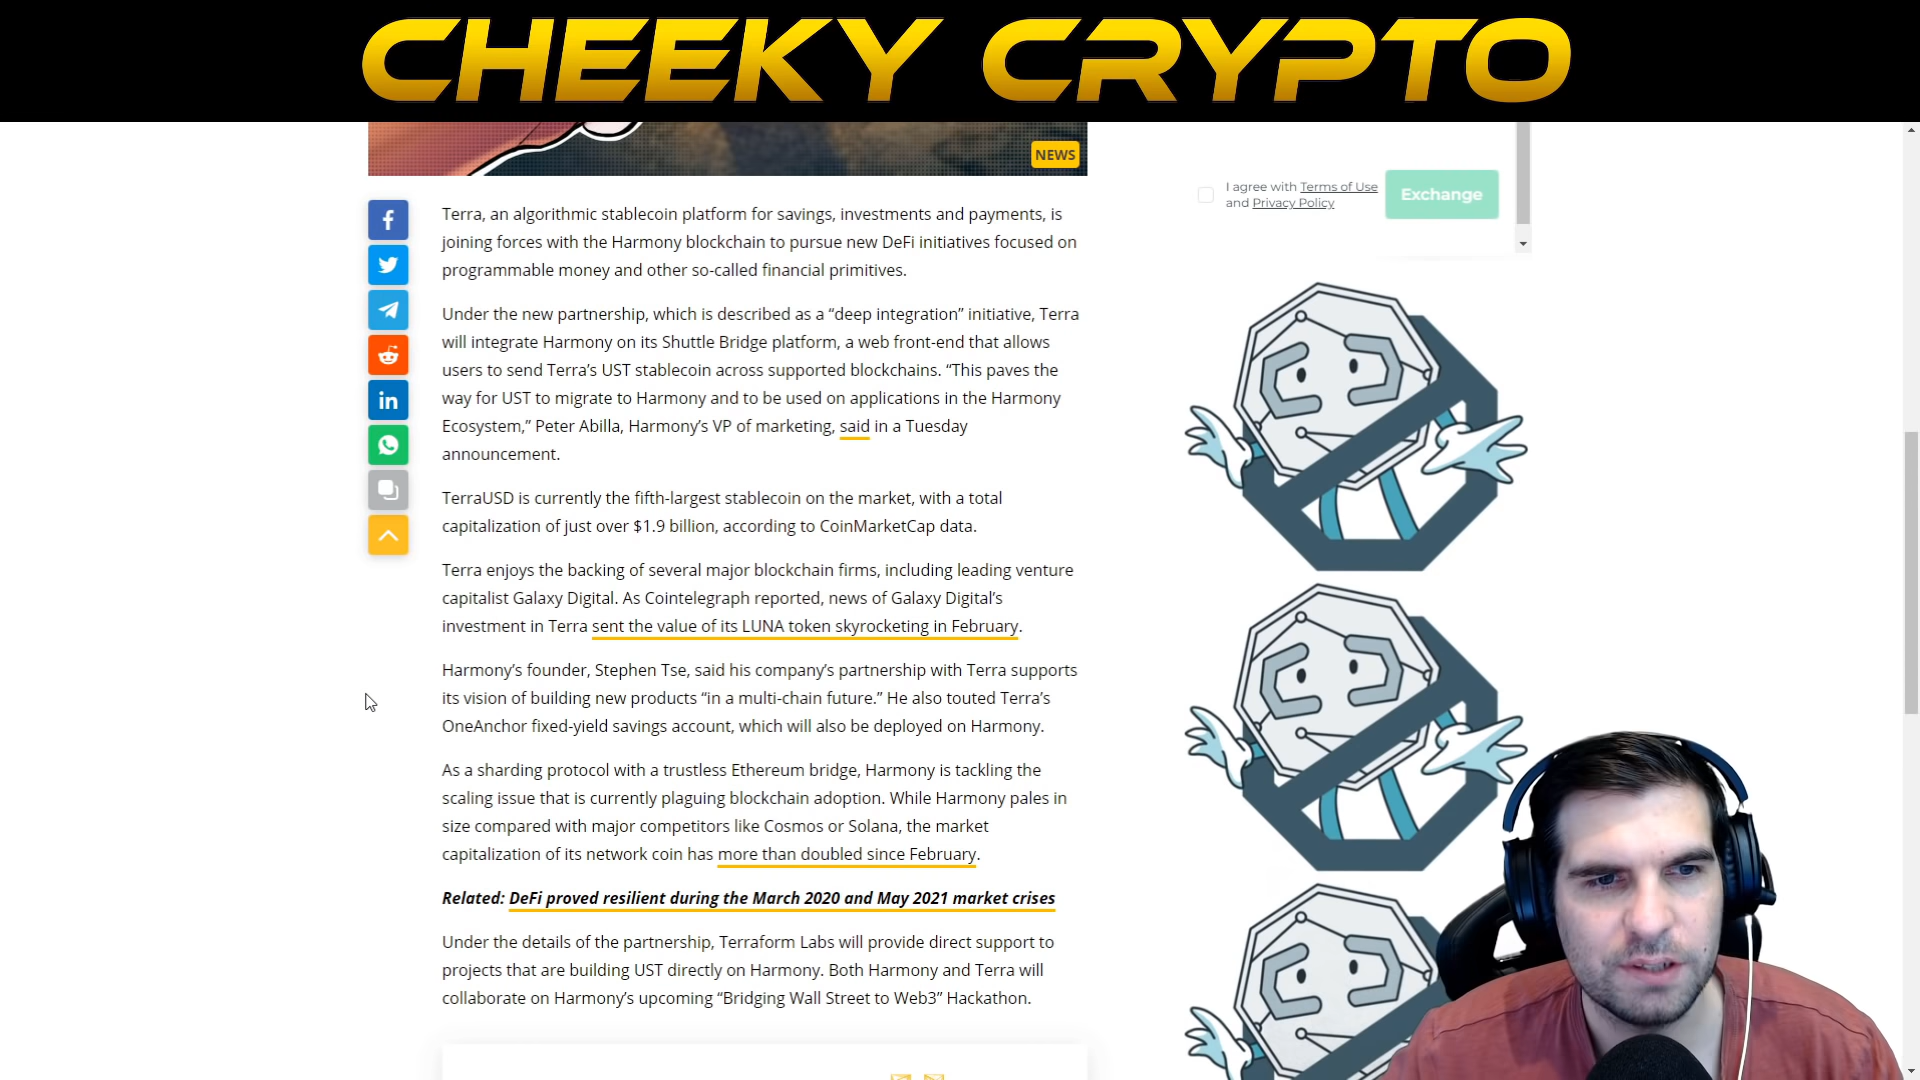 CHEEKY CRYPTO
NEWS
I agree with Terms of Use
and Privacy Policy
Exchange
Terra, an algorithmic stablecoin platform for savings, investments and payments, is
joining forces with the Harmony blockchain to pursue new DeFi initiatives focused on
programmable money and other so-called financial primitives.
Under the new partnership, which is described as a “deep integration” initiative, Terra
will integrate Harmony on its Shuttle Bridge platform, a web front-end that allows
users to send Terra’s UST stablecoin across supported blockchains. “This paves the
way for UST to migrate to Harmony and to be used on applications in the Harmony
Ecosystem,” Peter Abilla, Harmony’s VP of marketing, said in a Tuesday
announcement.
TerraUSD is currently the fifth-largest stablecoin on the market, with a total
capitalization of just over $1.9 billion, according to CoinMarketCap data.
Terra enjoys the backing of several major blockchain firms, including leading venture
capitalist Galaxy Digital. As Cointelegraph reported, news of Galaxy Digital’s
investment in Terra sent the value of its LUNA token skyrocketing in February.
Harmony’s founder, Stephen Tse, said his company’s partnership with Terra supports
its vision of building new products “in a multi-chain future.” He also touted Terra’s
OneAnchor fixed-yield savings account, which will also be deployed on Harmony.
As a sharding protocol with a trustless Ethereum bridge, Harmony is tackling the
scaling issue that is currently plaguing blockchain adoption. While Harmony pales in
size compared with major competitors like Cosmos or Solana, the market
capitalization of its network coin has more than doubled since February.
Related: DeFi proved resilient during the March 2020 and May 2021 market crises
Under the details of the partnership, Terraform Labs will provide direct support to
projects that are building UST directly on Harmony. Both Harmony and Terra will
collaborate on Harmony’s upcoming “Bridging Wall Street to Web3” Hackathon.